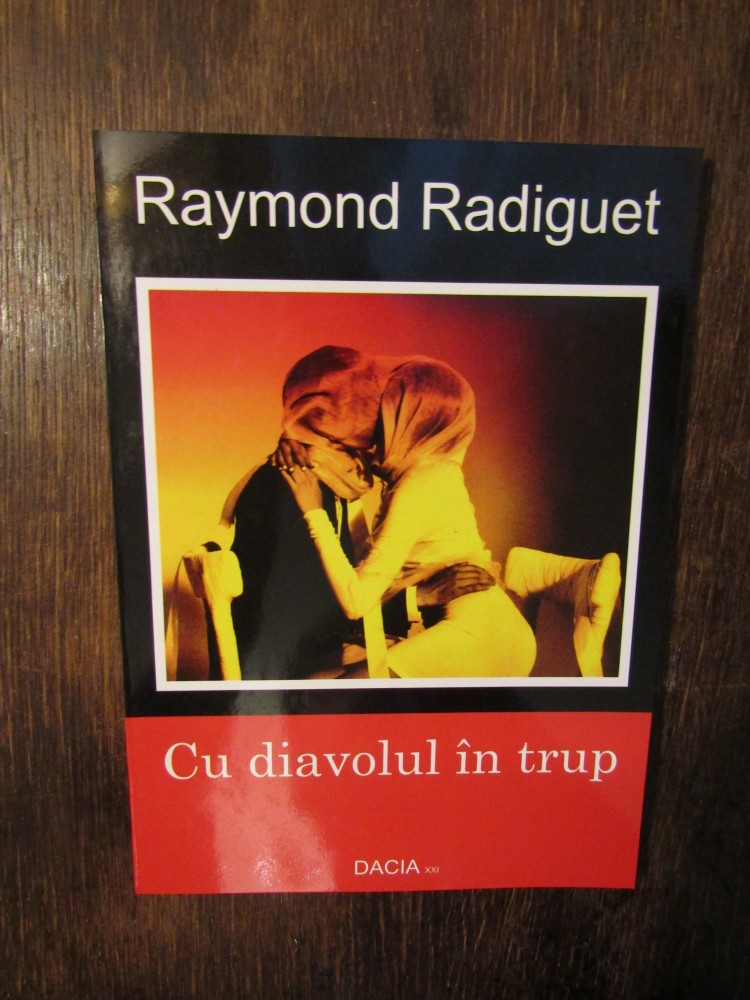 Raymond Radiguet
Cu diavolul în trup
DACIA XXI